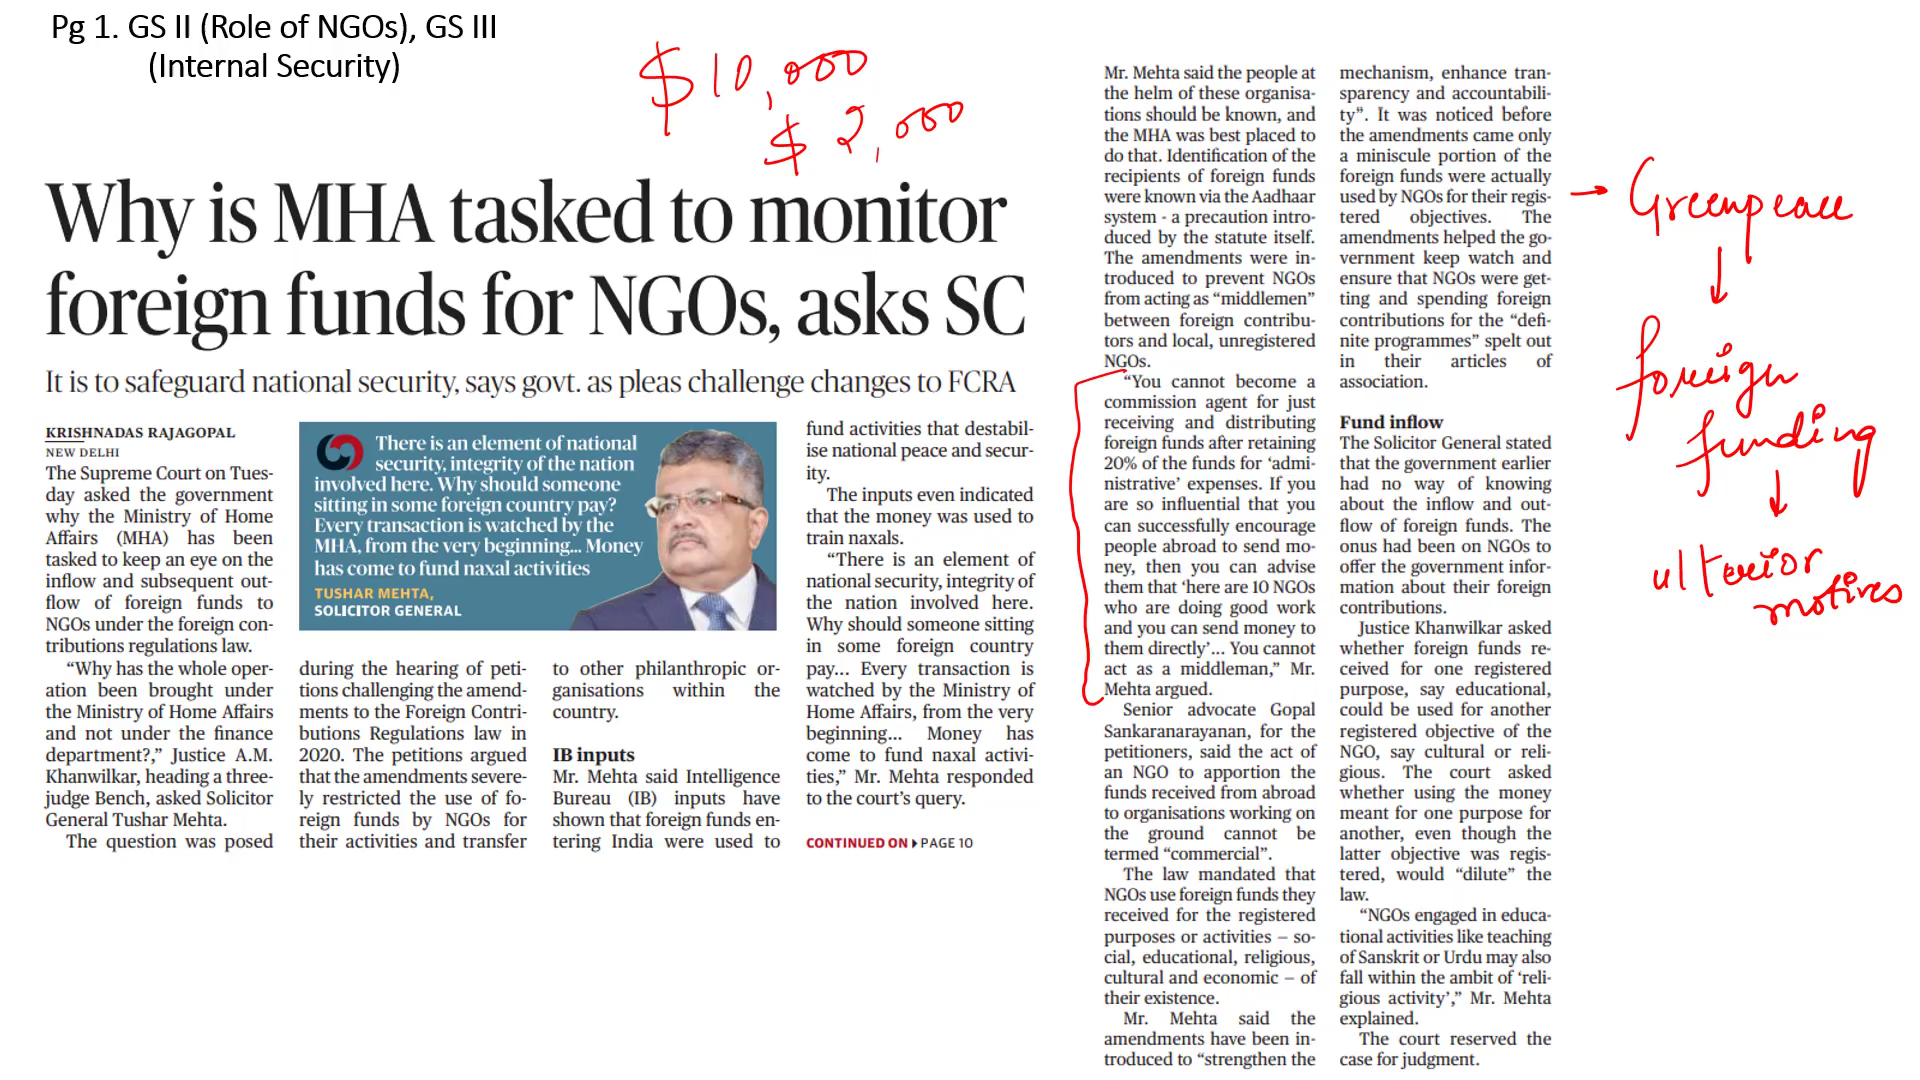 Pg 1. GS II (Role of NGOs), GS III
(Internal Security)
$ 10,000
$ 2,000
Why is MHA tasked to monitor
foreign funds for NGOs, asks SC
It is to safeguard national security, says govt. as pleas challenge changes to FCRA
KRISHNADAS RAJAGOPAL
NEW DELHI
The Supreme Court on Tues-
day asked the government
why the Ministry of Home
Affairs (MHA) has been
tasked to keep an eye on the
inflow and subsequent out-
flow of foreign funds to
NGOs under the foreign con-
tributions regulations law.
“Why has the whole oper-
ation been brought under
the Ministry of Home Affairs
and not under the finance
department?,” Justice A.M.
Khanwilkar, heading a three-
judge Bench, asked Solicitor
General Tushar Mehta.
The question was posed
There is an element of national
security, integrity of the nation
involved here. Why should someone
sitting in some foreign country pay?
Every transaction is watched by the
MHA, from the very beginning... Money
has come to fund naxal activities
TUSHAR MEHTA,
SOLICITOR GENERAL
during the hearing of peti-
tions challenging the amend-
ments to the Foreign Contri-
butions Regulations law in
2020. The petitions argued
that the amendments severe-
ly restricted the use of fo-
reign funds by NGOs for
their activities and transfer
to other philanthropic or-
ganisations within the
country.
IB inputs
Mr. Mehta said Intelligence
Bureau (IB) inputs have
shown that foreign funds en-
tering India were used to
fund activities that destabil-
ise national peace and secur-
ity.
The inputs even indicated
that the money was used to
train naxals.
“There is an element of
national security, integrity of
the nation involved here.
Why should someone sitting
in some foreign country
pay... Every transaction is
watched by the Ministry of
Home Affairs, from the very
beginning... Money has
come to fund naxal activi-
ties,” Mr. Mehta responded
to the court’s query.
CONTINUED ON PAGE 10
Mr. Mehta said the people at
the helm of these organisa-
tions should be known, and
the MHA was best placed to
do that. Identification of the
recipients of foreign funds
were known via the Aadhaar
system - a precaution intro-
duced by the statute itself.
The amendments were in-
troduced to prevent NGOs
from acting as “middlemen”
between foreign contribu-
tors and local, unregistered
NGOs.
“You cannot become a
commission agent for just
receiving and distributing
foreign funds after retaining
20% of the funds for ‘admi-
nistrative’ expenses. If you
are so influential that you
can successfully encourage
people abroad to send mo-
ney, then you can advise
them that ‘here are 10 NGOs
who are doing good work
and you can send money to
them directly’... You cannot
act as a middleman,” Mr.
Mehta argued.
Senior advocate Gopal
Sankaranarayanan, for the
petitioners, said the act of
an NGO to apportion the
funds received from abroad
to organisations working on
the ground cannot be
termed “commercial”.
The law mandated that
NGOs use foreign funds they
received for the registered
purposes or activities – so-
cial, educational, religious,
cultural and economic – of
their existence.
Mr. Mehta said the
amendments have been in-
troduced to “strengthen the
mechanism, enhance tran-
sparency and accountabili-
ty”. It was noticed before
the amendments came only
a miniscule portion of the
foreign funds were actually
used by NGOs for their regis-
tered objectives. The
amendments helped the go-
vernment keep watch and
ensure that NGOs were get-
ting and spending foreign
contributions for the “defi-
nite programmes” spelt out
in their articles of
association.
Fund inflow
The Solicitor General stated
that the government earlier
had no way of knowing
about the inflow and out-
flow of foreign funds. The
onus had been on NGOs to
offer the government infor-
mation about their foreign
contributions.
Justice Khanwilkar asked
whether foreign funds re-
ceived for one registered
purpose, say educational,
could be used for another
registered objective of the
NGO, say cultural or reli-
gious. The court asked
whether using the money
meant for one purpose for
another, even though the
latter objective was regis-
tered, would “dilute” the
law.
“NGOs engaged in educa-
tional activities like teaching
of Sanskrit or Urdu may also
fall within the ambit of ‘reli-
gious activity’,” Mr. Mehta
explained.
The court reserved the
case for judgment.
→ Greenpeace
↓
foreign
funding
↓
ulterior
motives